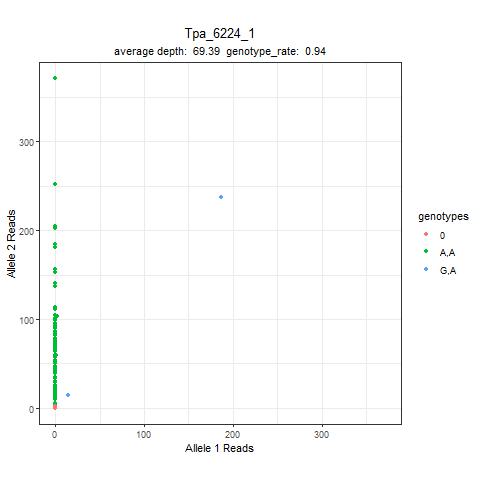 Tpa_6224_1
average depth:  69.39  genotype_rate:  0.94
Allele 2 Reads
300
200
100
0
0 100 200 300
Allele 1 Reads
genotypes
0
A,A
G,A